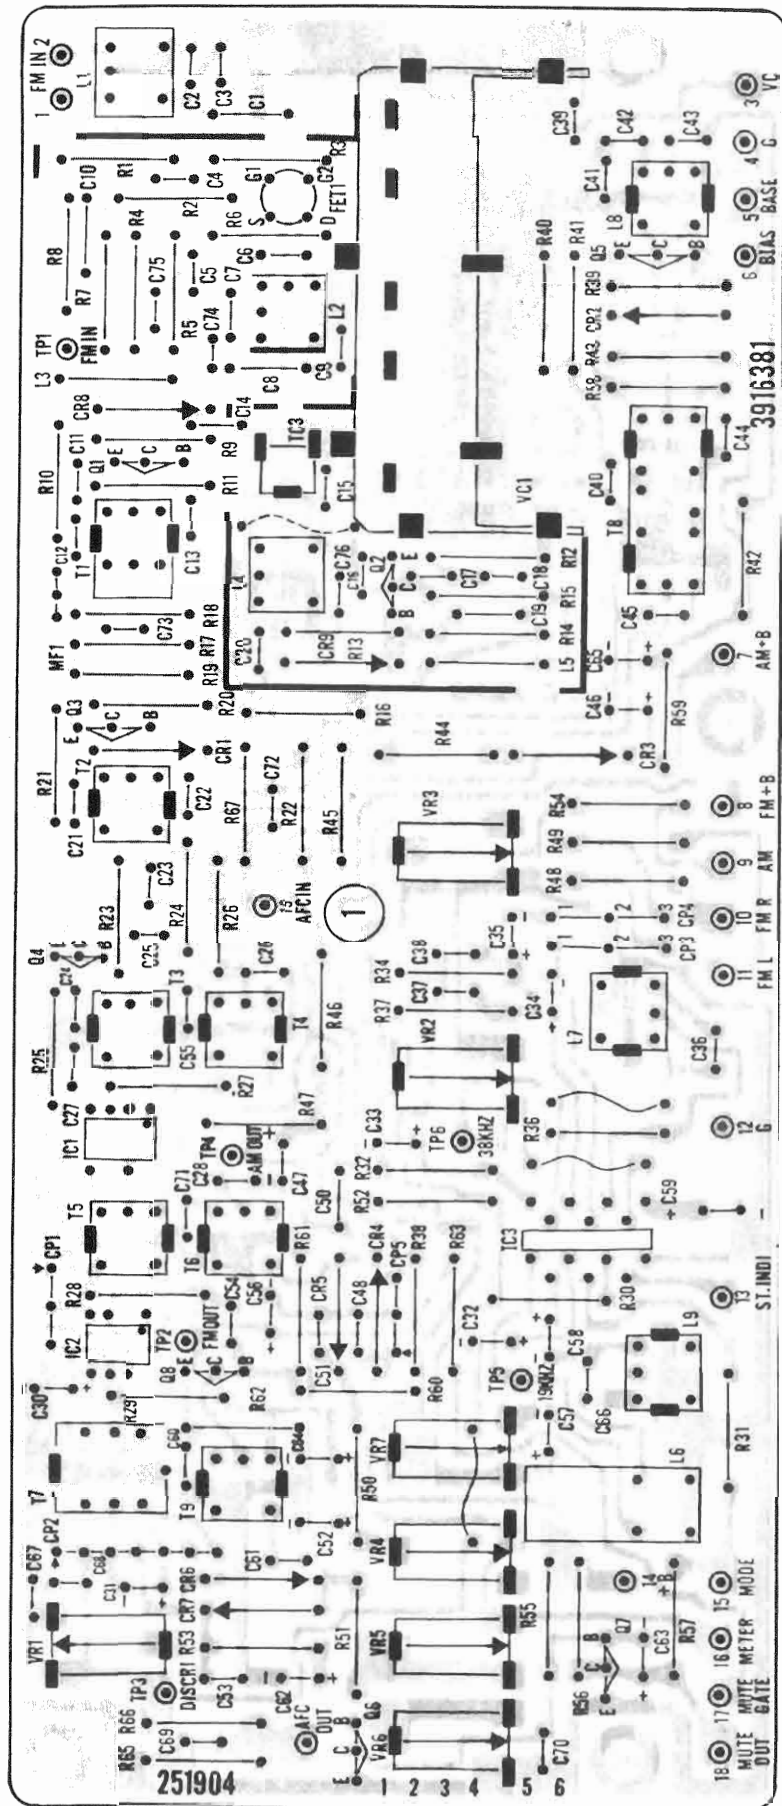 1 FM IN 2
L1
C2
C3
C1
3 VC
4 G
5 BASE
6 BIAS
C39
C42
C43
C41
L8
R1
C10
R2
C4
G1
G2
R3
FET1
S
D
R8
R4
R6
R7
C75
C5
C7
C6
R5
C74
L2
TP1
FM IN
L3
C8
C9
R40
R41
Q5
E
C
B
R39
CR2
R43
R58
3916381
CR8
C14
R9
R10
C11
Q1
E
C
B
R11
TC3
C15
VC1
C40
T8
C44
R42
C12
T1
C13
L4
C76
C16
Q2
E
C
B
C17
C18
R12
R15
C19
R14
L5
MF1
C73
R18
R17
R19
C20
CR9
R13
C45
C65
C46
R59
7
AM+B
Q3
E
C
B
R20
R16
R21
T2
CR1
R44
CR3
C21
C22
R67
C72
R22
R45
VR3
R54
R49
R48
8
FM+B
9
AM
R23
C23
C25
R24
R26
15
AFC IN
1
C35
+
-
1
2
3
CP4
CP3
10
FM R
11
FM L
Q4
E
C
B
C24
T3
C26
R25
C55
T4
R46
C38
R34
C37
R37
VR2
C34
L7
C36
R27
C27
IC1
R47
TP4
AM OUT
C33
TP6
38KHZ
R36
12
G
T5
C71
C28
C47
C50
R32
R52
IC3
C59
CP1
T6
R61
CR4
R38
R63
R28
IC2
TP2
FM OUT
C54
C56
CR5
C48
CP5
C32
R30
13
ST.INDI
C30
R29
Q8
E
C
B
R62
C51
R60
TP5
19KHZ
C58
L9
T7
C60
T9
C64
R50
VR7
C57
C66
L6
R31
C67
CP2
C68
C31
C61
C52
VR4
VR1
CR6
CR7
R53
R51
VR5
R55
R56
14
+B
15
MODE
Q7
B
C
E
C63
R57
16
METER
TP3
DISCRI
C53
C62
17
MUTE GATE
R66
R65
C69
AFC OUT
Q6
B
C
E
VR6
C70
18
MUTE OUT
251904
1 2 3 4 5 6